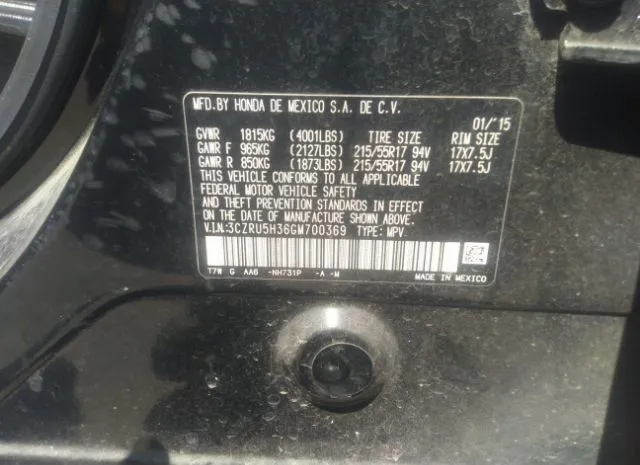 MFD.BY HONDA DE MEXICO S.A. DE C.V.
01/'15
GVWR 1815KG (4001LBS) TIRE SIZE RIM SIZE
GAWR F 965KG (2127LBS) 215/55R17 94V 17X7.5J
GAWR R 850KG (1873LBS) 215/55R17 94V 17X7.5J
THIS VEHICLE CONFORMS TO ALL APPLICABLE
FEDERAL MOTOR VEHICLE SAFETY
AND THEFT PREVENTION STANDARDS IN EFFECT
ON THE DATE OF MANUFACTURE SHOWN ABOVE.
V.I.N:3CZRU5H36GM700369 TYPE: MPV
T7W G AA6 -NH731P -A -M MADE IN MEXICO